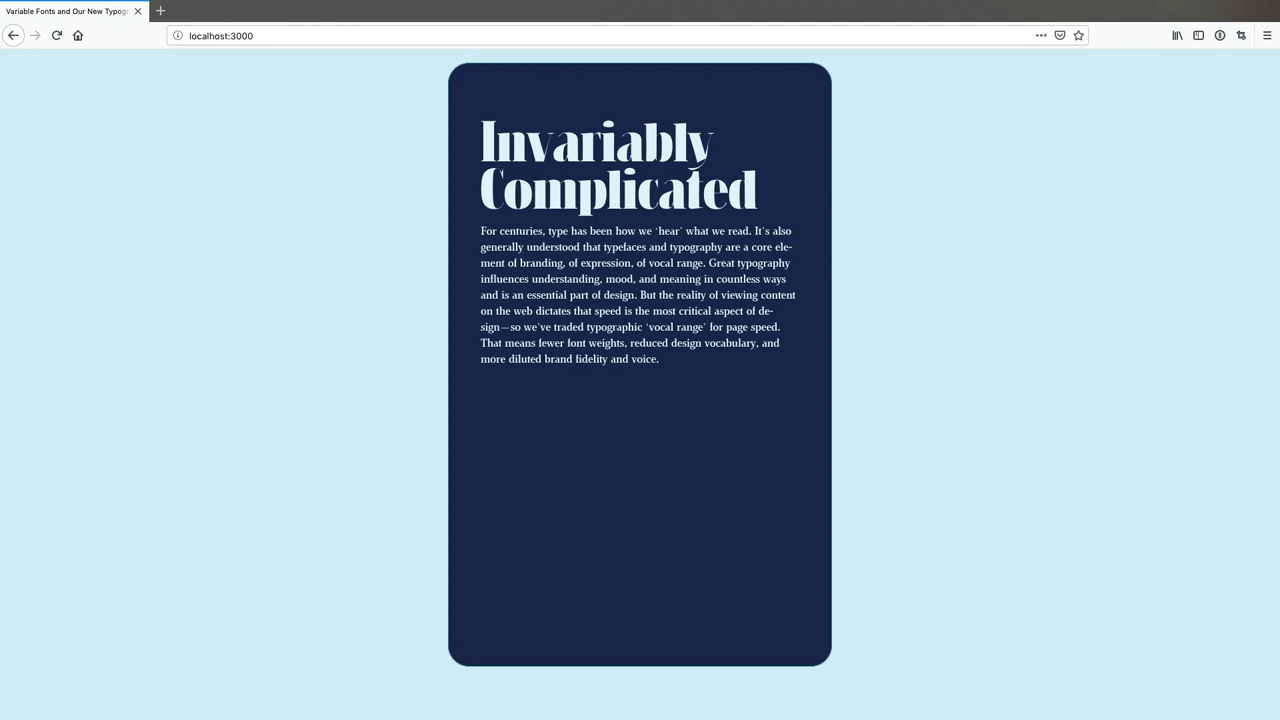 Variable Fonts and Our New Typogr
localhost:3000
Invariably
Complicated
For centuries, type has been how we ‘hear’ what we read. It’s also
generally understood that typefaces and typography are a core ele-
ment of branding, of expression, of vocal range. Great typography
influences understanding, mood, and meaning in countless ways
and is an essential part of design. But the reality of viewing content
on the web dictates that speed is the most critical aspect of de-
sign—so we’ve traded typographic ‘vocal range’ for page speed.
That means fewer font weights, reduced design vocabulary, and
more diluted brand fidelity and voice.